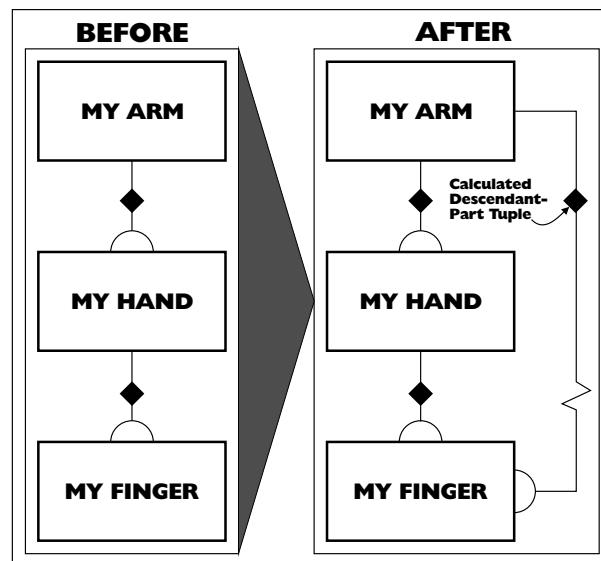 BEFORE
MY ARM
MY HAND
MY FINGER
AFTER
MY ARM
Calculated
Descendant-
Part Tuple
MY HAND
MY FINGER